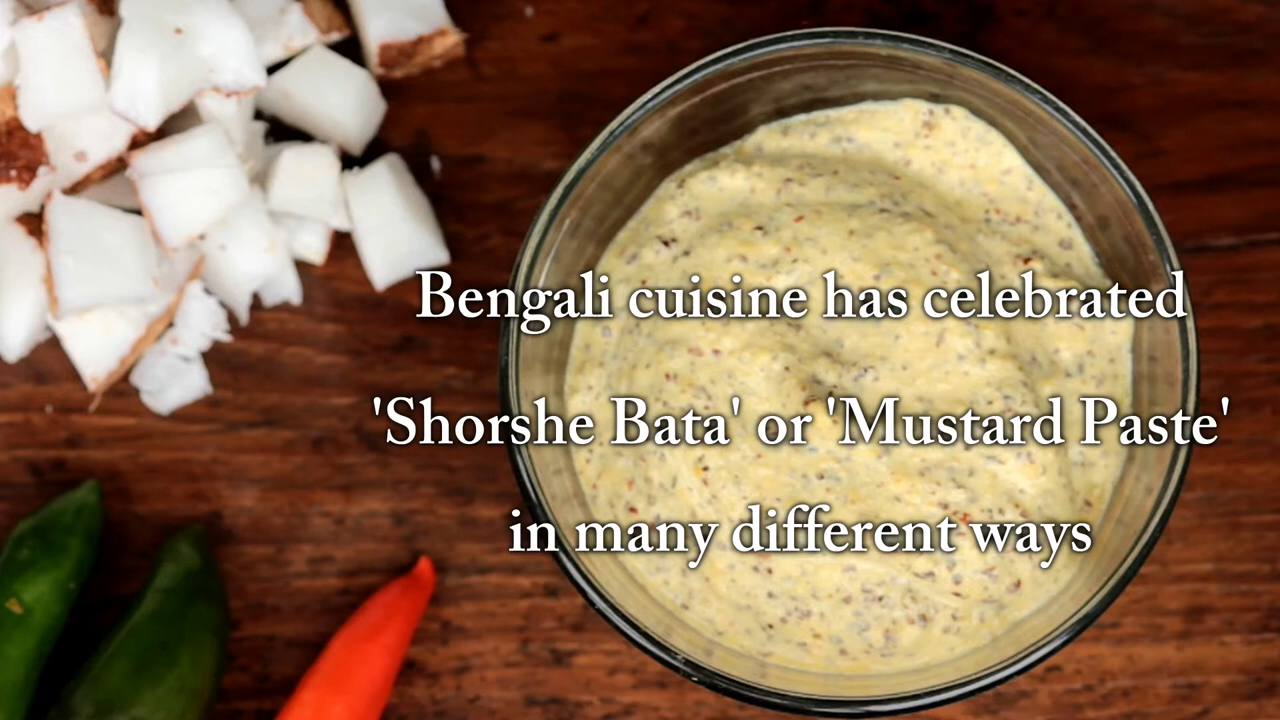 Bengali cuisine has celebrated
'Shorshe Bata' or 'Mustard Paste'
in many different ways